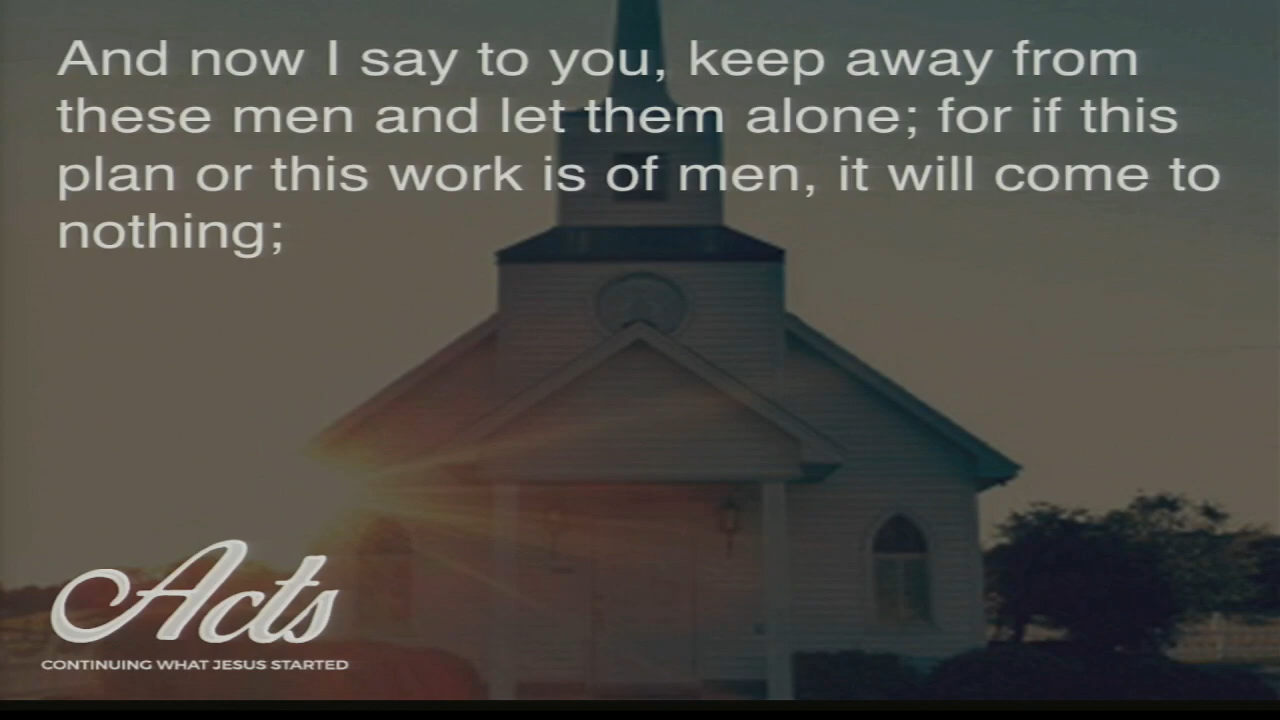 And now I say to you, keep away from
these men and let them alone; for if this
plan or this work is of men, it will come to
nothing;
Acts
CONTINUING WHAT JESUS STARTED